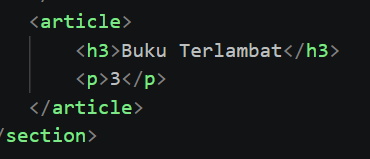 <article>
<h3>Buku Terlambat</h3>
<p>3</p>
</article>
/section>